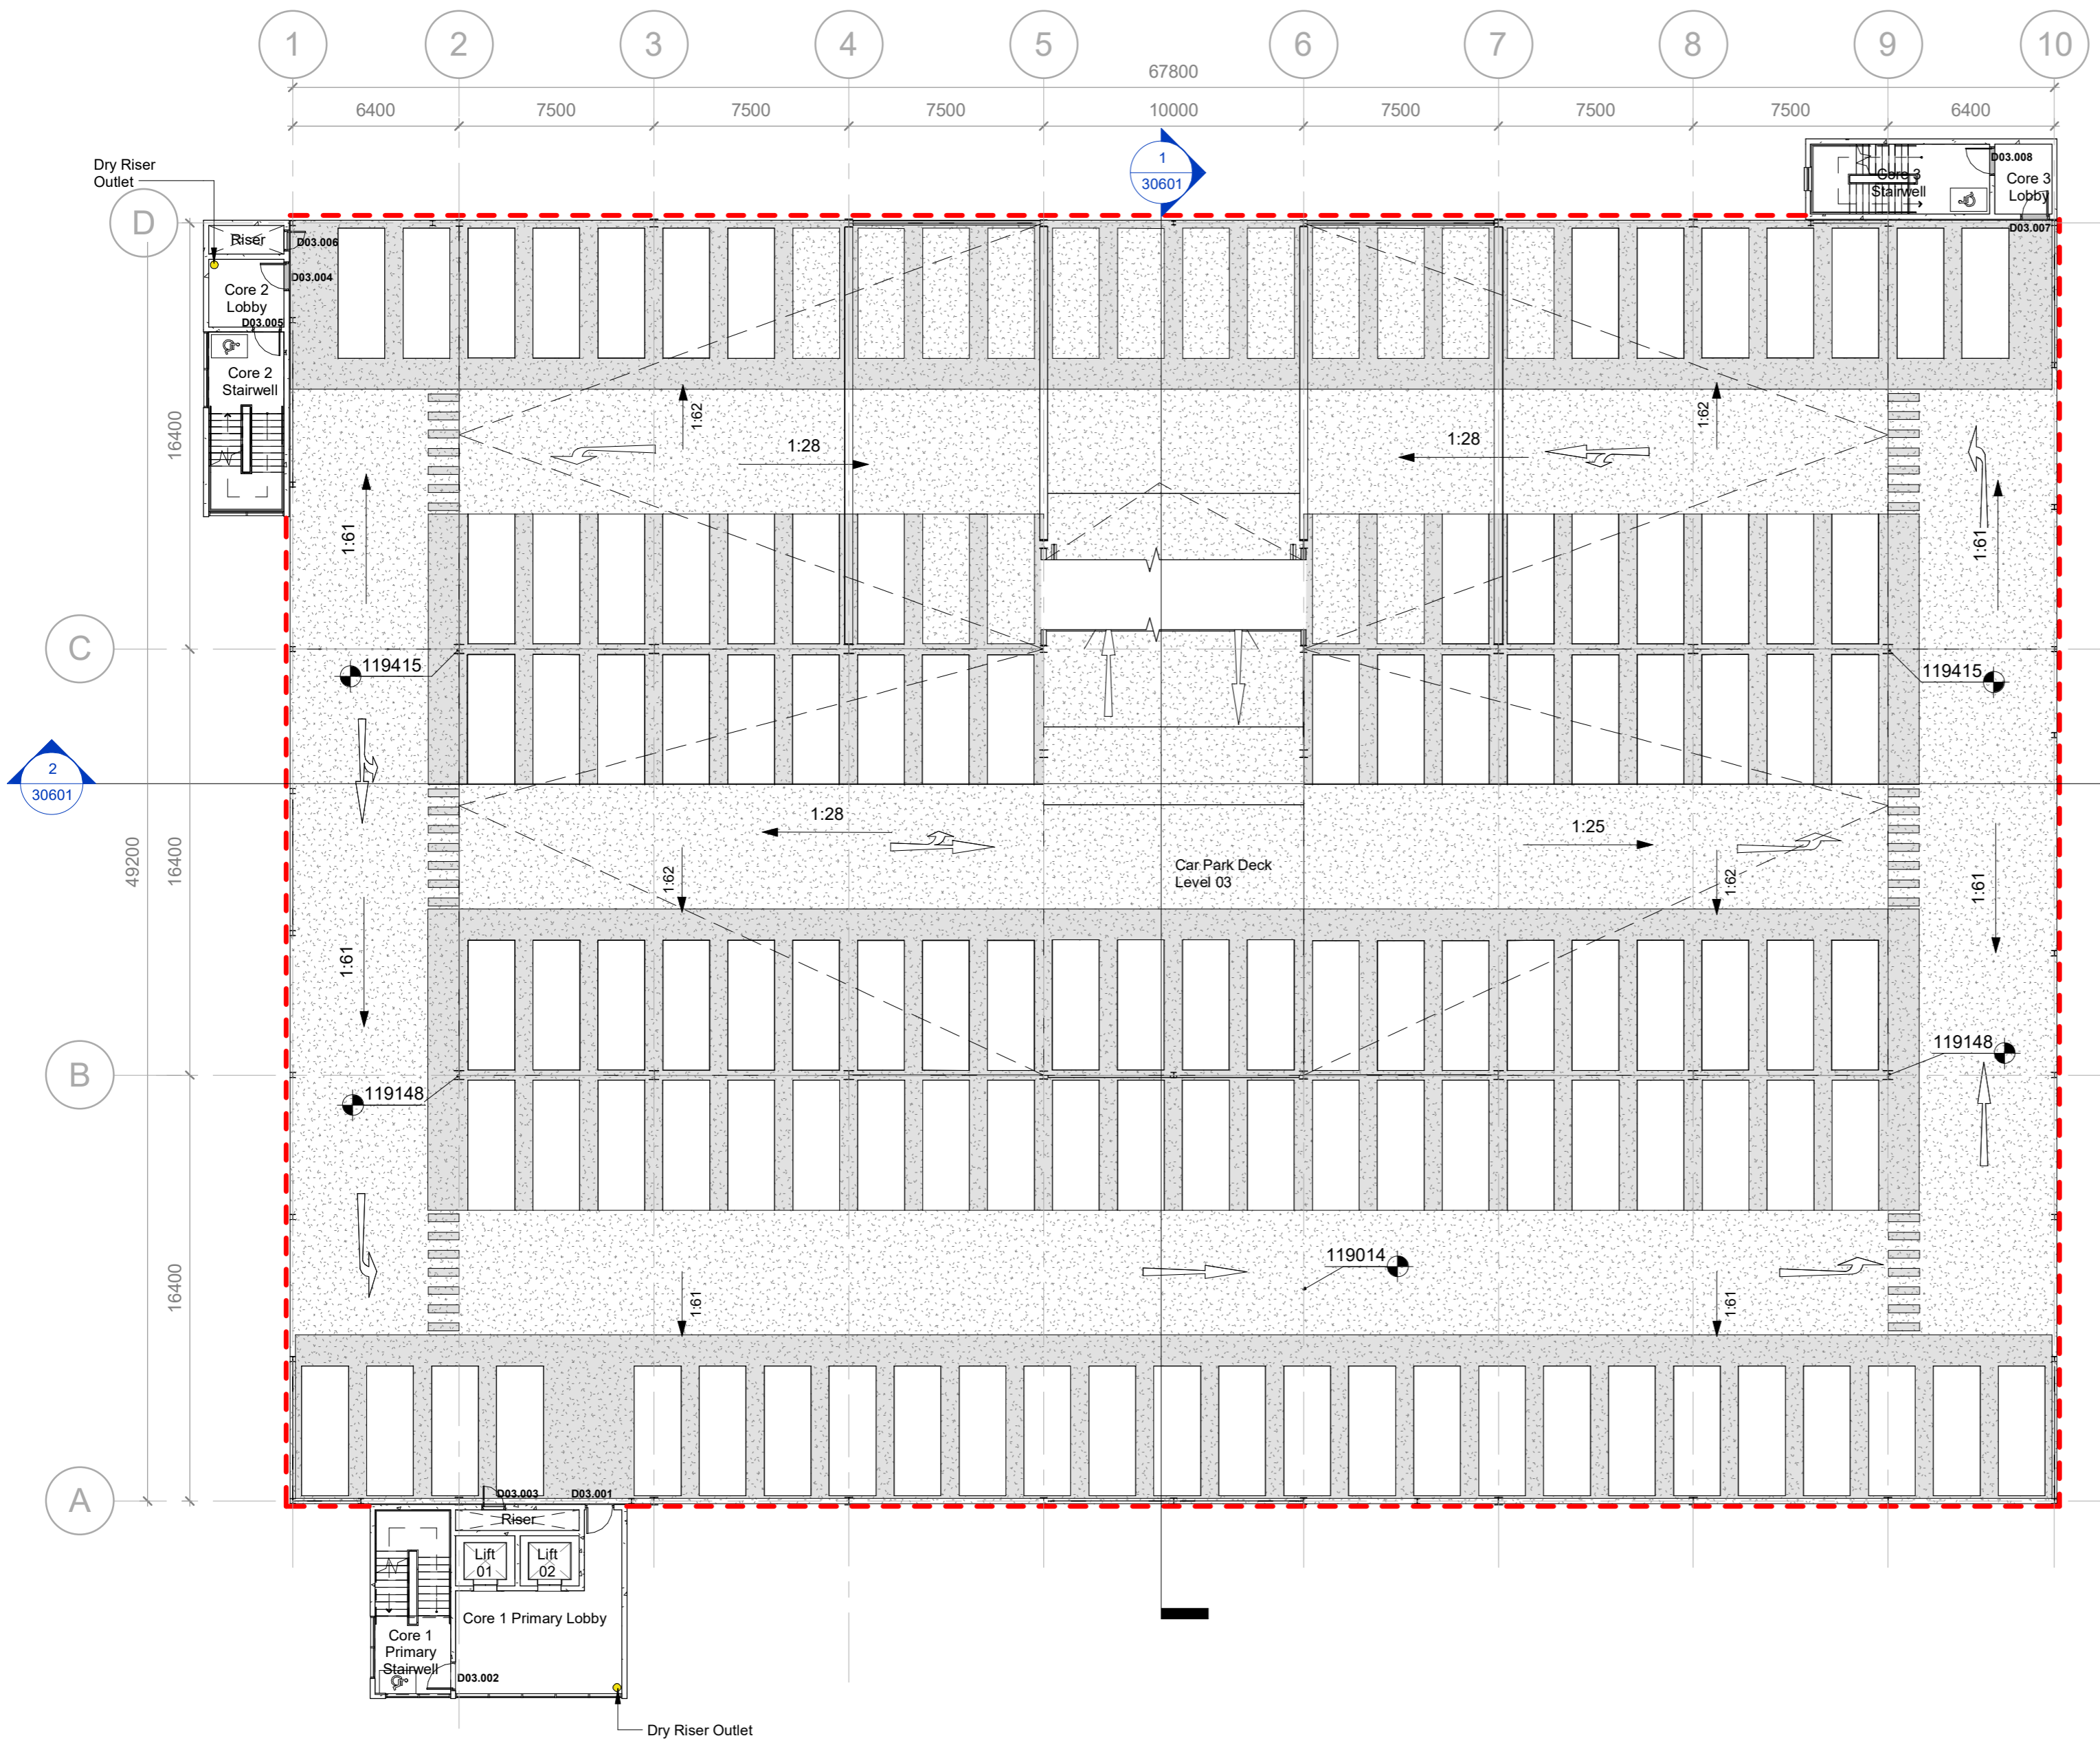 1 2 3 4 5 6 7 8 9 10
67800
6400 7500 7500 7500 10000 7500 7500 7500 6400
Dry Riser
Outlet
1
30601
D03.008
Core 3
Stairwell
Core 3
Lobby
D03.007
D
Riser
D03.006
D03.004
Core 2
Lobby
D03.005
Core 2
Stairwell
16400
1:62
1:28
1:28
1:62
1:61
1:61
C
119415
119415
2
30601
49200
16400
1:28
1:25
1:62
Car Park Deck
Level 03
1:62
1:61
1:61
B
119148
119148
16400
119014
1:61
1:61
A
D03.003
D03.001
Riser
Lift
01
Lift
02
Core 1 Primary Lobby
Core 1
Primary
Stairwell
D03.002
Dry Riser Outlet